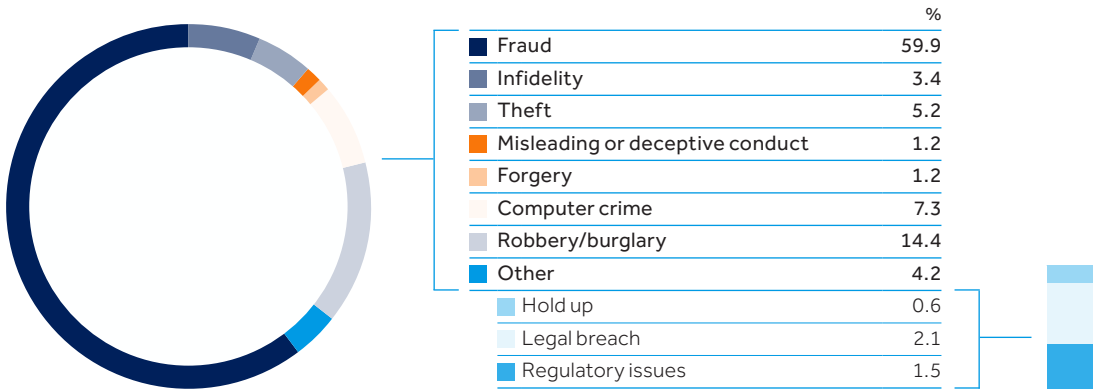 %
Fraud 59.9
Infidelity 3.4
Theft 5.2
Misleading or deceptive conduct 1.2
Forgery 1.2
Computer crime 7.3
Robbery/burglary 14.4
Other 4.2
Hold up 0.6
Legal breach 2.1
Regulatory issues 1.5